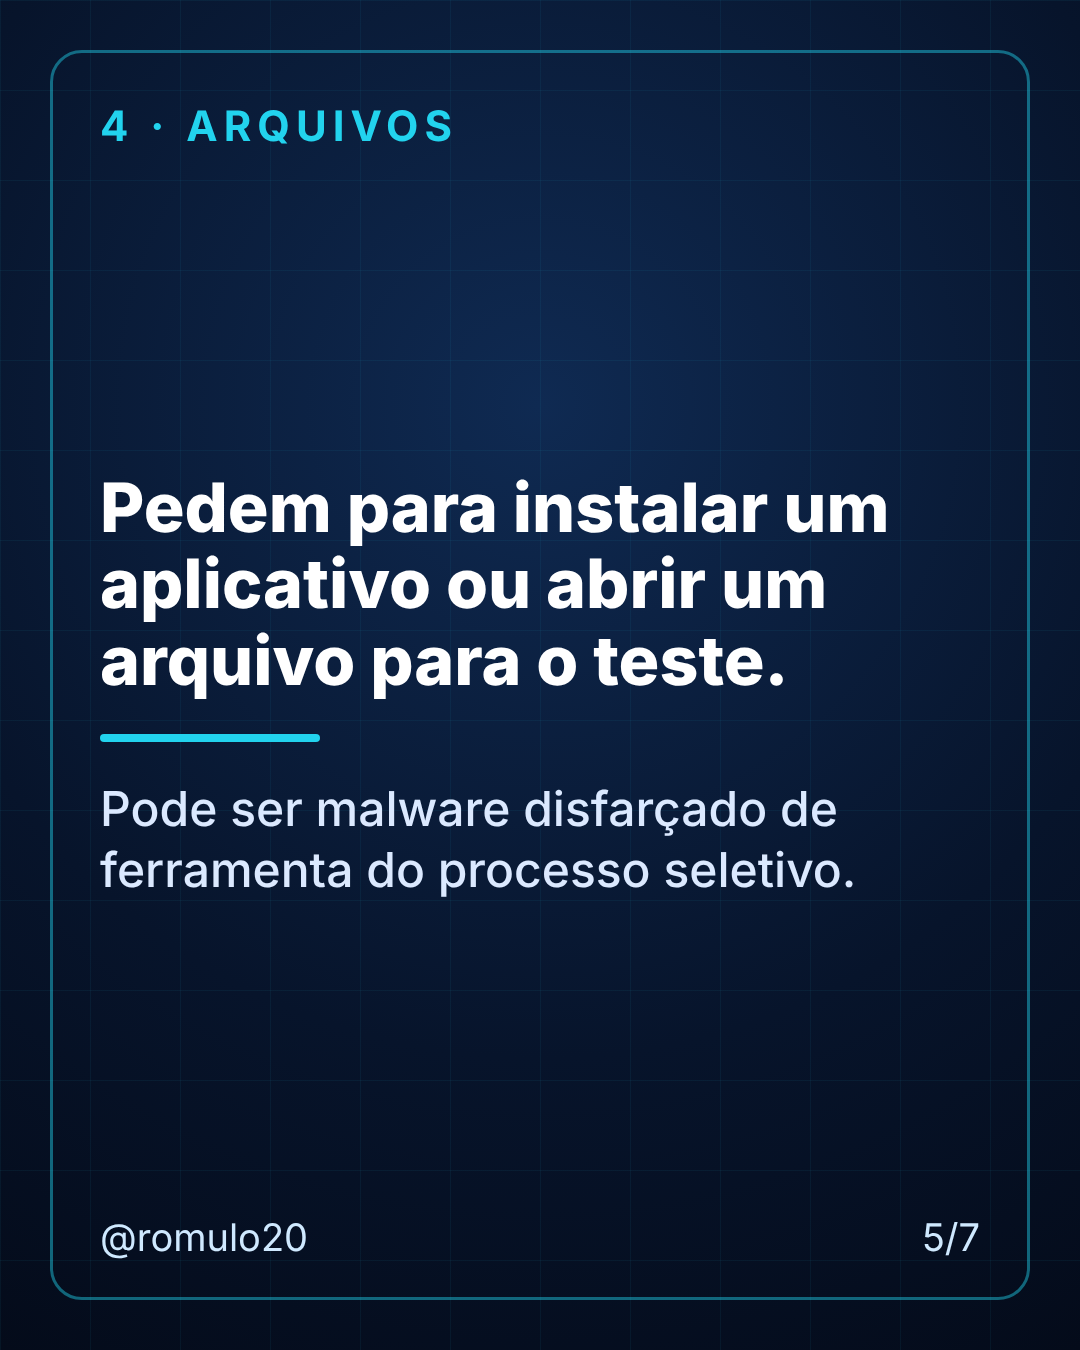 4 · ARQUIVOS
Pedem para instalar um
aplicativo ou abrir um
arquivo para o teste.
Pode ser malware disfarçado de
ferramenta do processo seletivo.
@romulo20
5/7